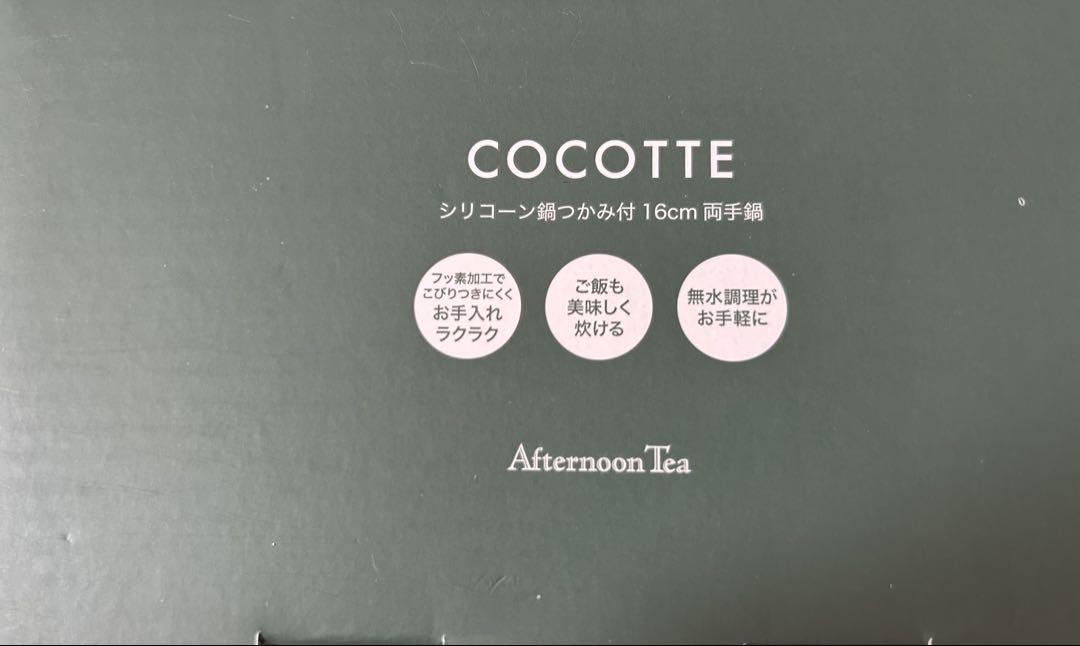 COCOTTE
シリコーン鍋つかみ付 16cm 両手鍋
フッ素加工で
こびりつきにくく
お手入れ
ラクラク
ご飯も
美味しく
炊ける
無水調理が
お手軽に
Afternoon Tea